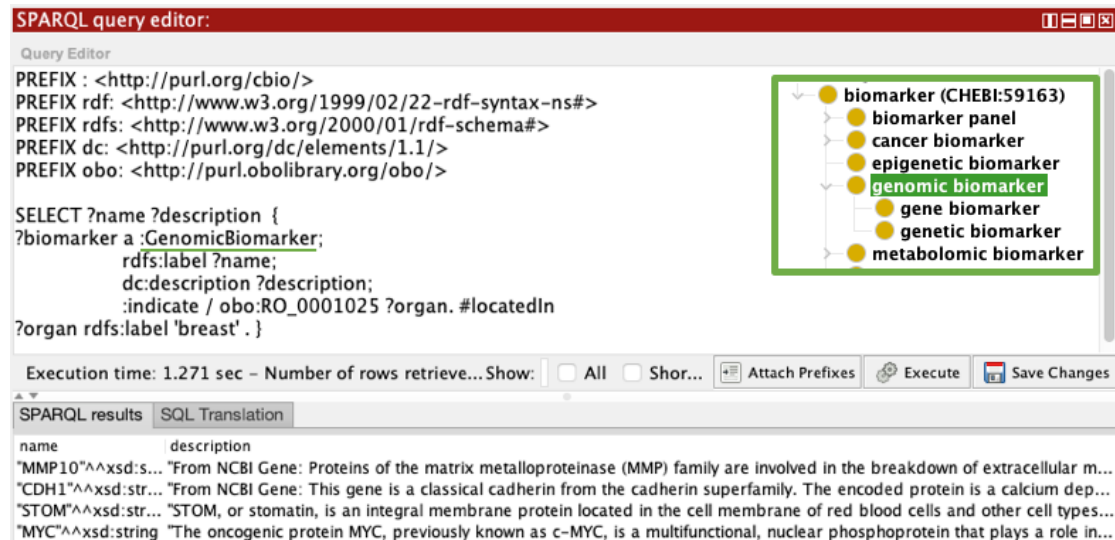 SPARQL query editor:
Query Editor
PREFIX : <http://purl.org/cbio/>
PREFIX rdf: <http://www.w3.org/1999/02/22-rdf-syntax-ns#>
PREFIX rdfs: <http://www.w3.org/2000/01/rdf-schema#>
PREFIX dc: <http://purl.org/dc/elements/1.1/>
PREFIX obo: <http://purl.obolibrary.org/obo/>
SELECT ?name ?description {
?biomarker a :GenomicBiomarker;
rdfs:label ?name;
dc:description ?description;
:indicate / obo:RO_0001025 ?organ. #locatedIn
?organ rdfs:label 'breast' . }
biomarker (CHEBI:59163)
biomarker panel
cancer biomarker
epigenetic biomarker
genomic biomarker
gene biomarker
genetic biomarker
metabolomic biomarker
Execution time: 1.271 sec – Number of rows retrieve... Show: All Shor... Attach Prefixes Execute Save Changes
SPARQL results SQL Translation
name description
"MMP10"^^xsd:s... "From NCBI Gene: Proteins of the matrix metalloproteinase (MMP) family are involved in the breakdown of extracellular m...
"CDH1"^^xsd:str... "From NCBI Gene: This gene is a classical cadherin from the cadherin superfamily. The encoded protein is a calcium dep...
"STOM"^^xsd:str... "STOM, or stomatin, is an integral membrane protein located in the cell membrane of red blood cells and other cell types...
"MYC"^^xsd:string "The oncogenic protein MYC, previously known as c-MYC, is a multifunctional, nuclear phosphoprotein that plays a role in...